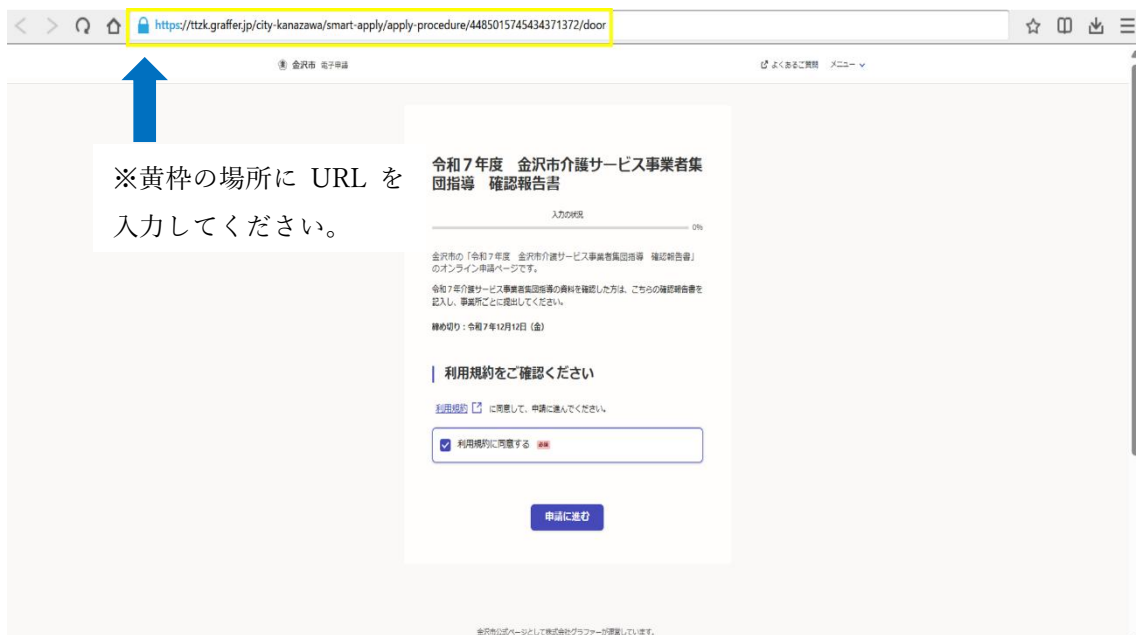 https://ttzk.graffer.jp/city-kanazawa/smart-apply/apply-procedure/4485015745434371372/door
金沢市 電子申請
よくあるご質問 メニュー
※黄枠の場所に URL を
入力してください。
令和7年度 金沢市介護サービス事業者集
団指導 確認報告書
入力の状況
0%
金沢市の「令和7年度 金沢市介護サービス事業者集団指導 確認報告書」
のオンライン申請ページです。
令和7年介護サービス事業者集団指導の資料を確認した方は、こちらの確認報告書を
記入し、事業所ごとに提出してください。
締め切り：令和7年12月12日（金）
利用規約をご確認ください
利用規約 に同意して、申請に進んでください。
利用規約に同意する 必須
申請に進む
金沢市公式ページとして株式会社グラファーが運営しています。